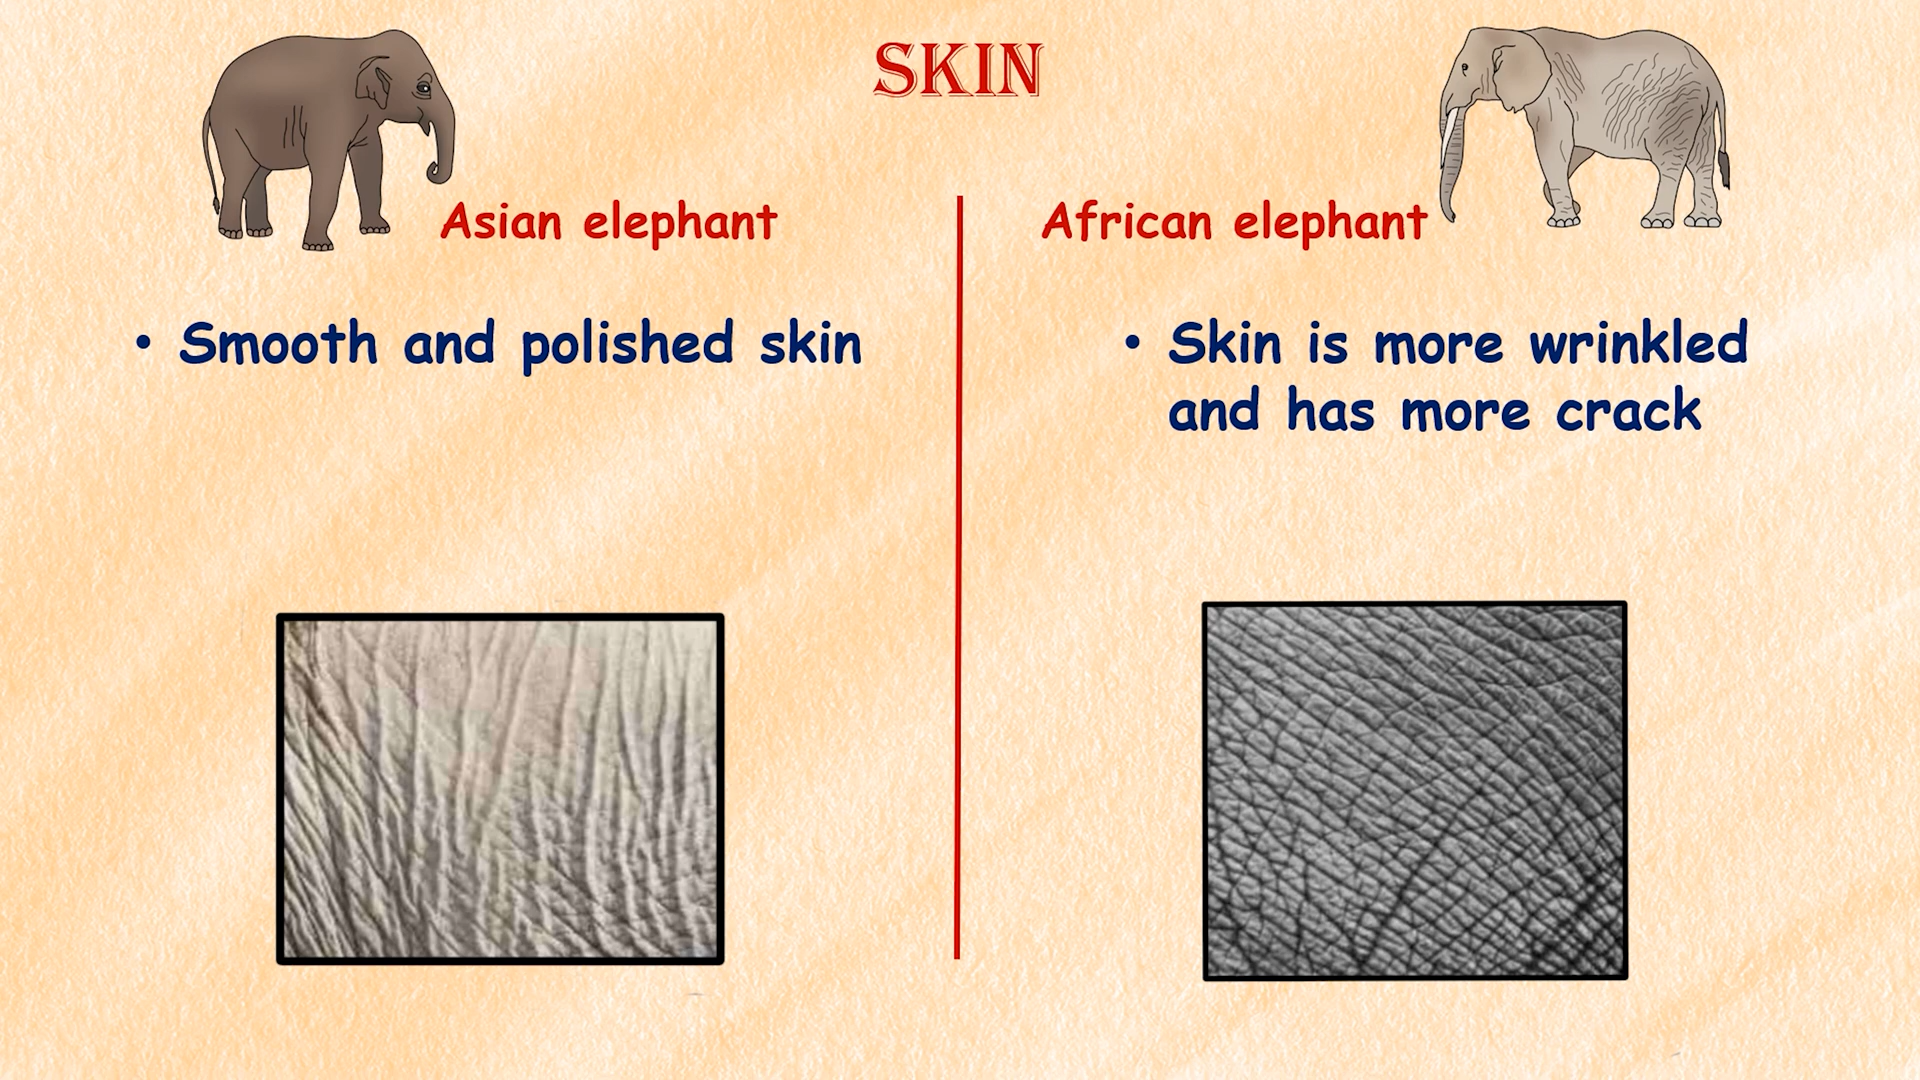 SKIN
Asian elephant
• Smooth and polished skin
African elephant
• Skin is more wrinkled
and has more crack